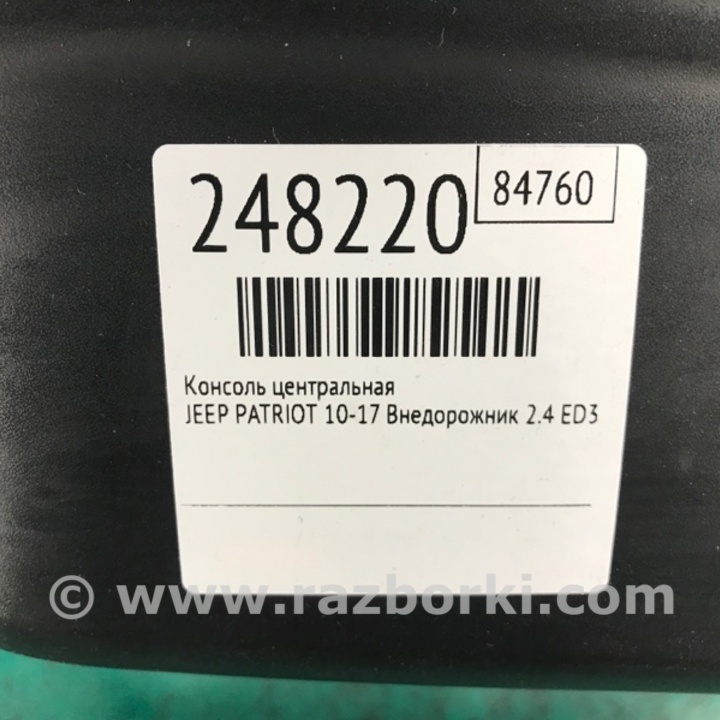 248220
84760
Консоль центральная
JEEP PATRIOT 10-17 Внедорожник 2.4 ED3
© www.razborki.com